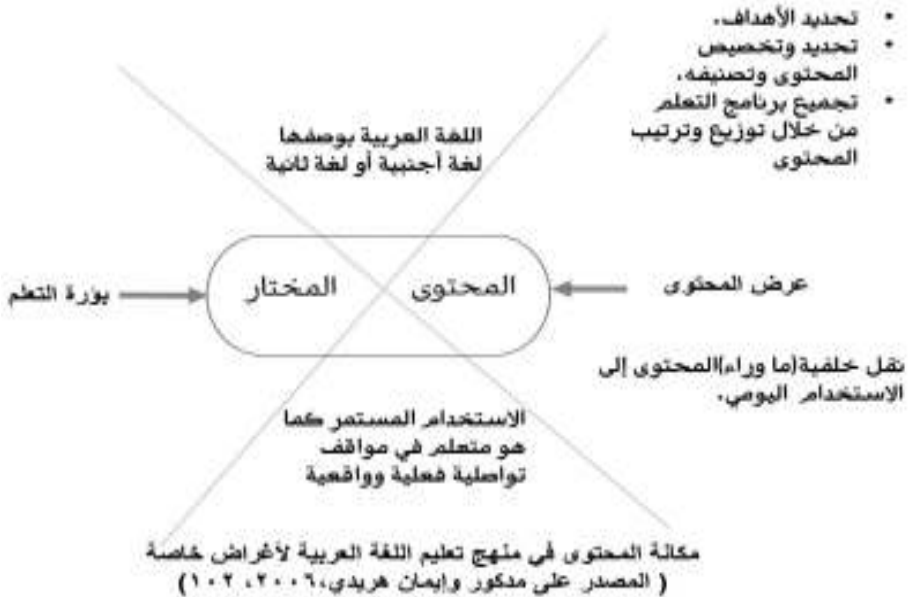 • تحديد الأهداف.
• تحديد وتخصيص
المحتوى وتصنيفه.
• تجميع برنامج التعلم
من خلال توزيع وترتيب
المحتوى
اللغة العربية بوصفها
لغة أجنبية أو لغة ثانية
عرض المحتوى
المحتوى المختار
بؤرة التعلم
نقل خلفية(ما وراء)المحتوى إلى
الاستخدام اليومي.
الاستخدام المستمر كما
هو متعلم في مواقف
تواصلية فعلية وواقعية
مكانة المحتوى في منهج تعليم اللغة العربية لأغراض خاصة
( المصدر على مدكور وإيمان هريدي،٢٠٠٦، ١٠٢)